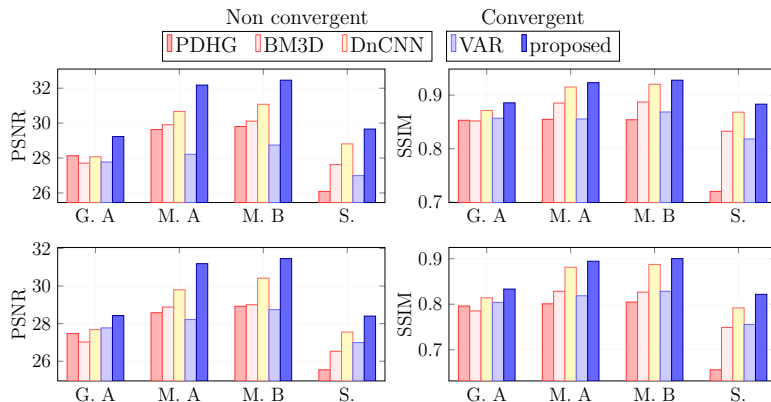 Non convergent Convergent
PDHG BM3D DnCNN VAR proposed
PSNR
32
30
28
26
G. A M. A M. B S.
SSIM
0.9
0.8
0.7
G. A M. A M. B S.
PSNR
32
30
28
26
G. A M. A M. B S.
SSIM
0.9
0.8
0.7
G. A M. A M. B S.